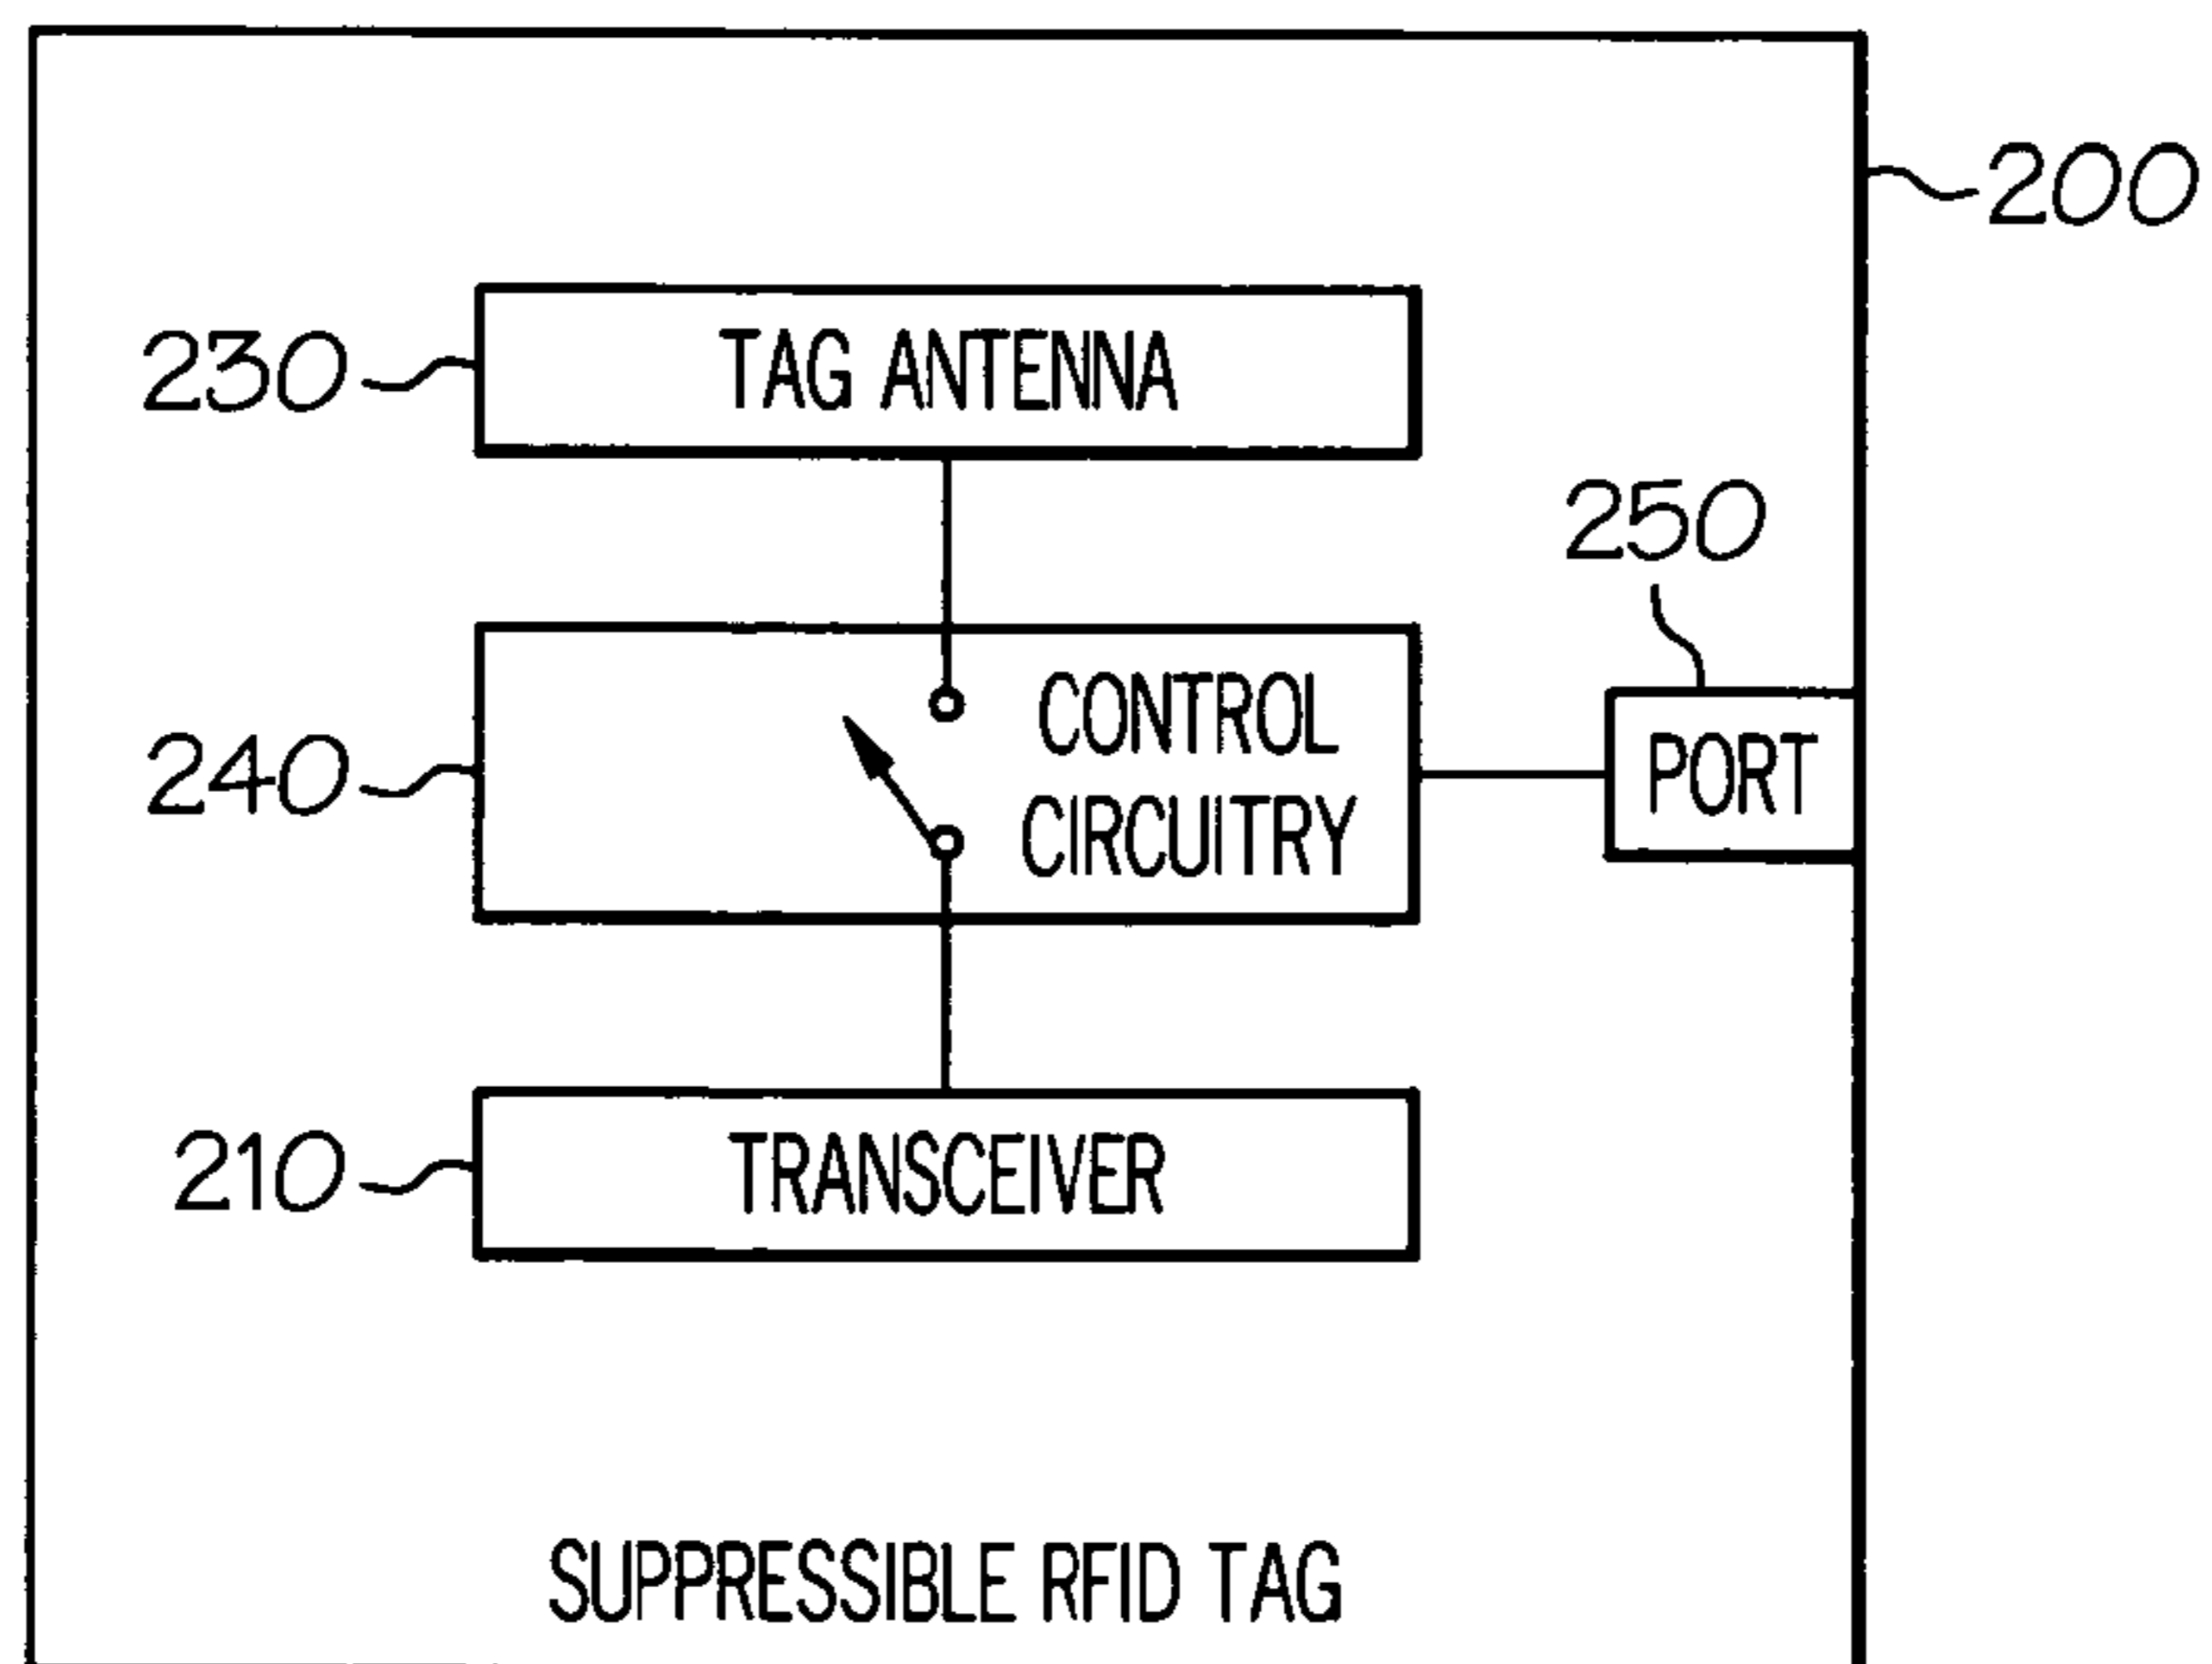 200
230
TAG ANTENNA
250
240
CONTROL
CIRCUITRY
PORT
210
TRANSCEIVER
SUPPRESSIBLE RFID TAG